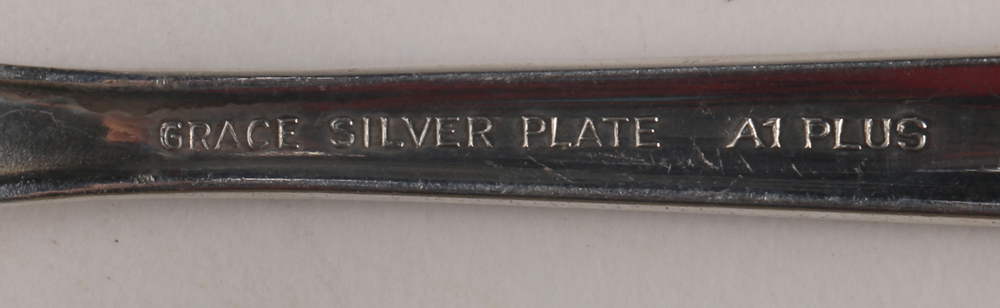 GRACE SILVER PLATE A1 PLUS